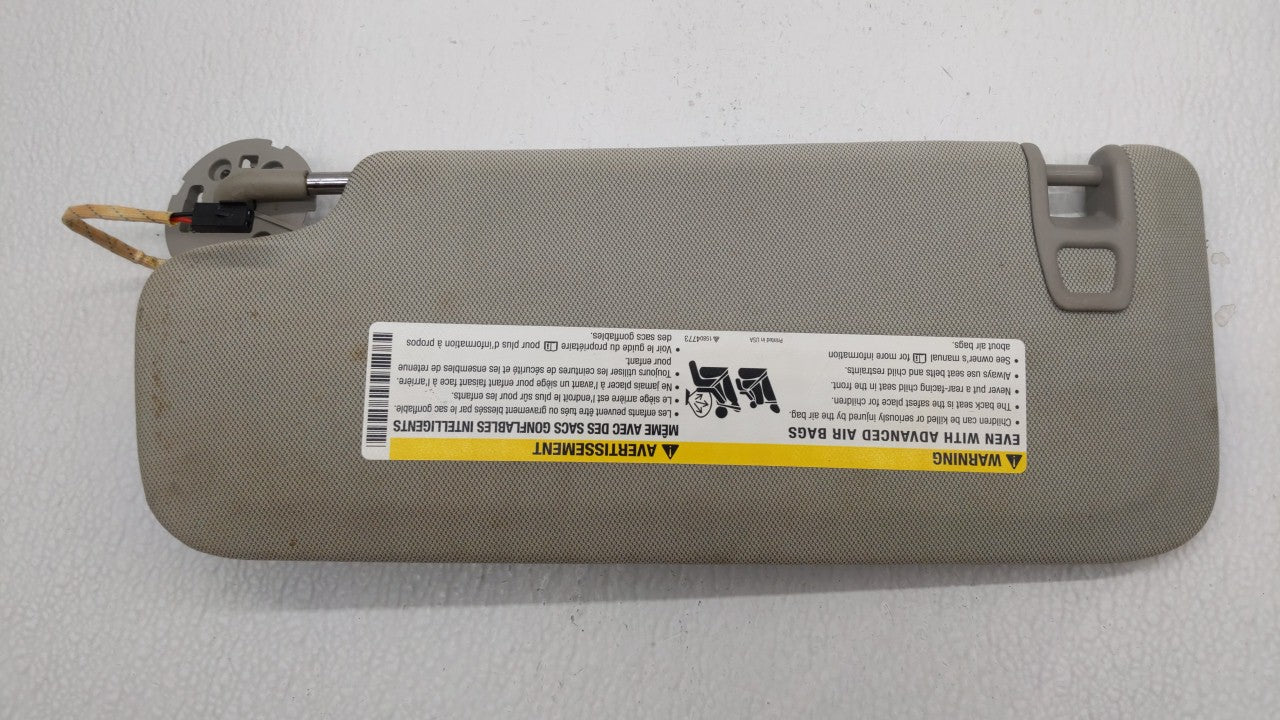 ⚠ WARNING
EVEN WITH ADVANCED AIR BAGS
• Children can be killed or seriously injured by the air bag.
• The back seat is the safest place for children.
• Never put a rear-facing child seat in the front.
• Always use seat belts and child restraints.
• See owner's manual for more information
about air bags.
Printed in USA
15804773
⚠ AVERTISSEMENT
MÊME AVEC DES SACS GONFLABLES INTELLIGENTS
• Les enfants peuvent être tués ou gravement blessés par le sac gonflable.
• Le siège arrière est l'endroit le plus sûr pour les enfants.
• Ne jamais placer à l'avant un siège pour enfant faisant face à l'arrière.
• Toujours utiliser les ceintures de sécurité et les ensembles de retenue
pour enfant.
• Voir le guide du propriétaire pour plus d'information à propos
des sacs gonflables.